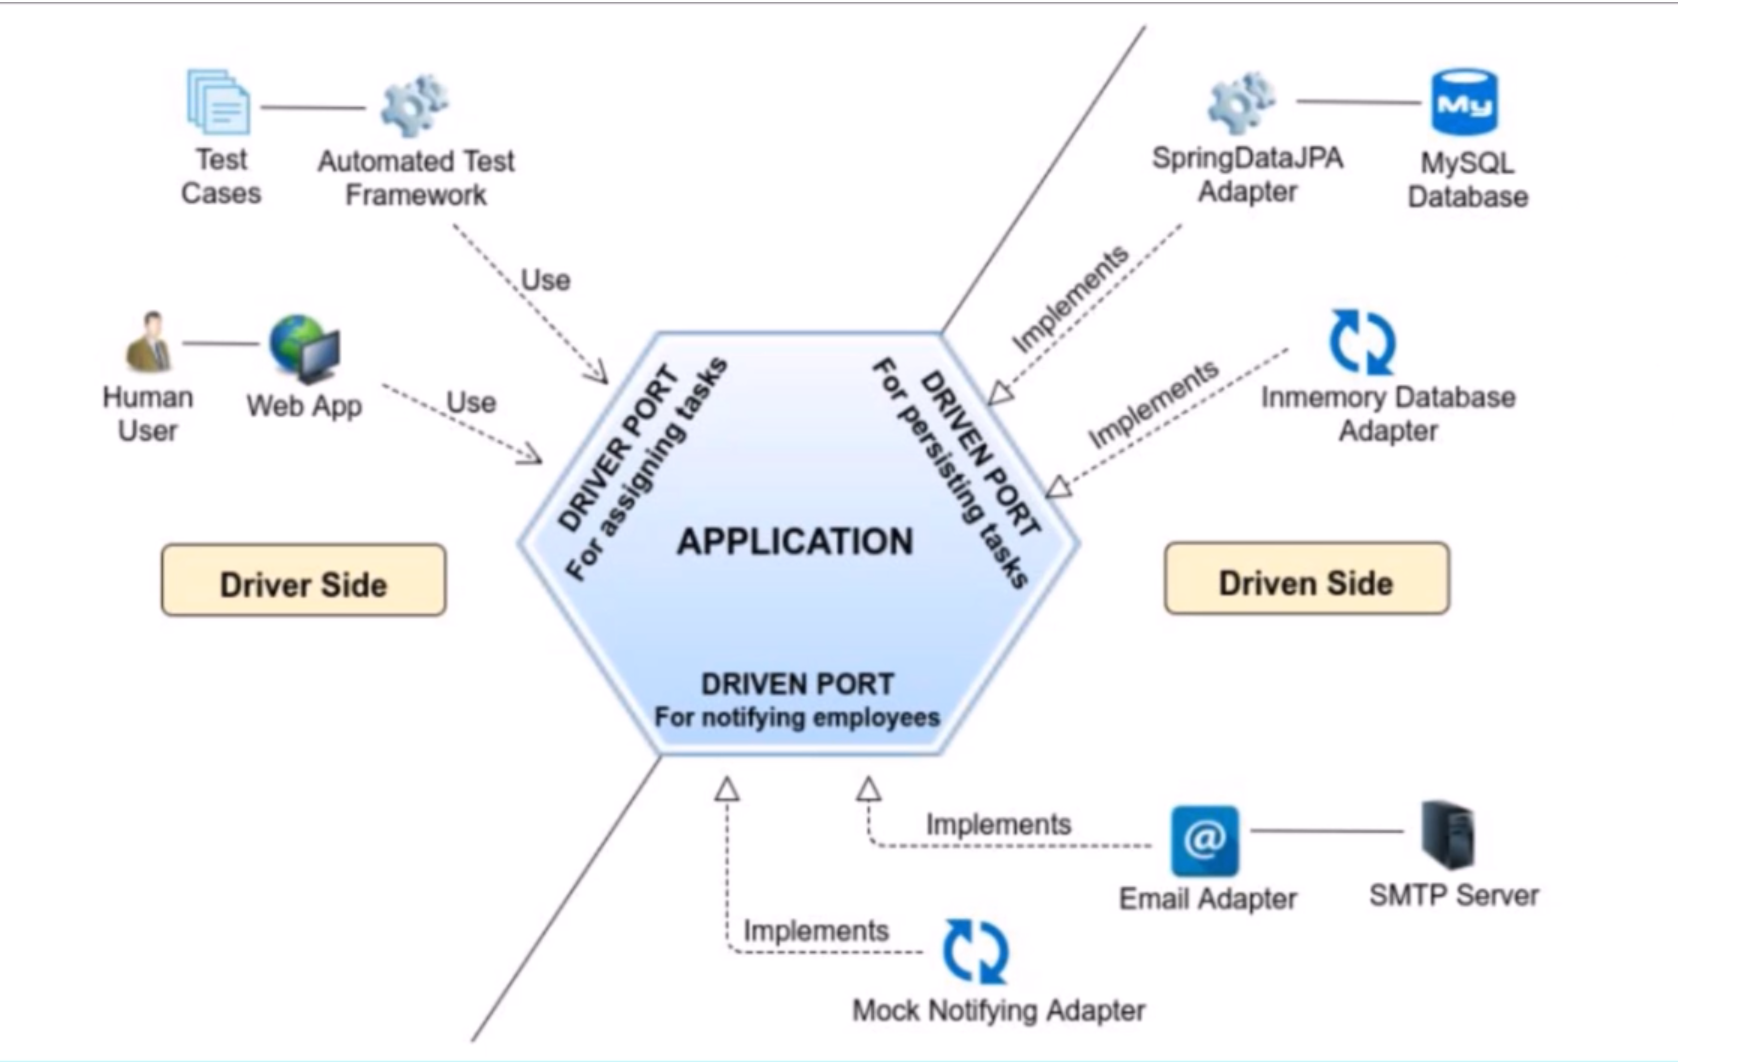 Test
Cases
Automated Test
Framework
Use
Human
User
Web App
Use
Driver Side
DRIVER PORT
For assigning tasks
APPLICATION
DRIVEN PORT
For persisting tasks
DRIVEN PORT
For notifying employees
SpringDataJPA
Adapter
My
MySQL
Database
Implements
Inmemory Database
Adapter
Implements
Driven Side
Implements
@
Email Adapter
SMTP Server
Implements
Mock Notifying Adapter